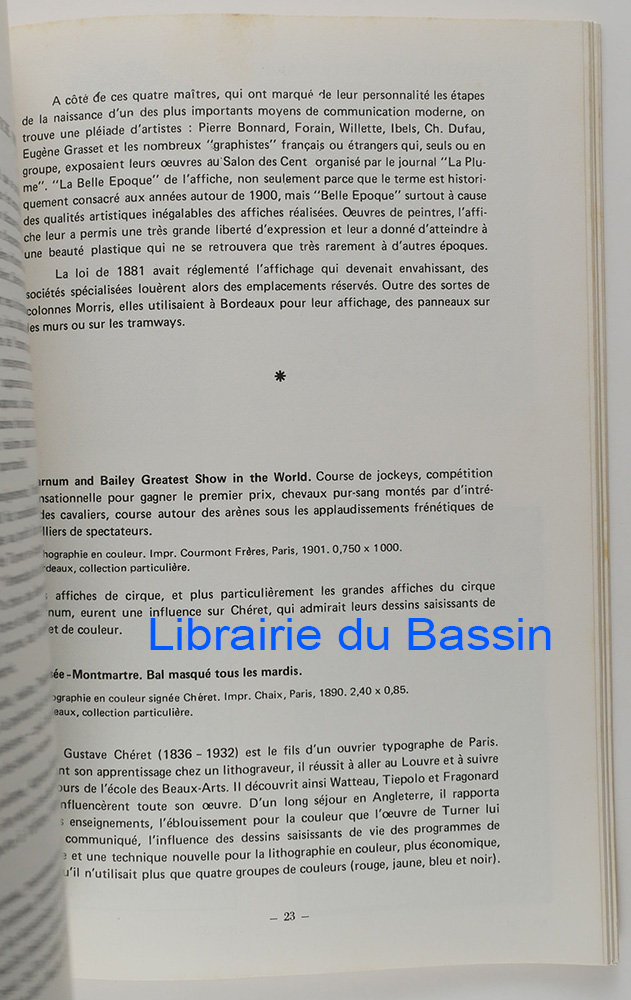 A côté de ces quatre maîtres, qui ont marqué de leur personnalité les étapes
de la naissance d'un des plus importants moyens de communication moderne, on
trouve une pléiade d'artistes : Pierre Bonnard, Forain, Willette, Ibels, Ch. Dufau,
Eugène Grasset et les nombreux "graphistes" français ou étrangers qui, seuls ou en
groupe, exposaient leurs œuvres au Salon des Cent organisé par le journal "La Plu-
me". "La Belle Epoque" de l'affiche, non seulement parce que le terme est histori-
quement consacré aux années autour de 1900, mais "Belle Epoque" surtout à cause
des qualités artistiques inégalables des affiches réalisées. Œuvres de peintres, l'affi-
che leur a permis une très grande liberté d'expression et leur a donné d'atteindre à
une beauté plastique qui ne se retrouvera que très rarement à d'autres époques.
La loi de 1881 avait réglementé l'affichage qui devenait envahissant, des
sociétés spécialisées louèrent alors des emplacements réservés. Outre des sortes de
colonnes Morris, elles utilisaient à Bordeaux pour leur affichage, des panneaux sur
les murs ou sur les tramways.
*
rnum and Bailey Greatest Show in the World. Course de jockeys, compétition
nsationnelle pour gagner le premier prix, chevaux pur-sang montés par d'intré-
des cavaliers, course autour des arènes sous les applaudissements frénétiques de
lliers de spectateurs.
hographie en couleur. Impr. Courmont Frères, Paris, 1901. 0,750 x 1000.
rdeaux, collection particulière.
s affiches de cirque, et plus particulièrement les grandes affiches du cirque
num, eurent une influence sur Chéret, qui admirait leurs dessins saisissants de
et de couleur.
Librairie du Bassin
sée-Montmartre. Bal masqué tous les mardis.
ographie en couleur signée Chéret. Impr. Chaix, Paris, 1890. 2,40 x 0,85.
eaux, collection particulière.
Gustave Chéret (1836 - 1932) est le fils d'un ouvrier typographe de Paris.
nt son apprentissage chez un lithograveur, il réussit à aller au Louvre et à suivre
ours de l'école des Beaux-Arts. Il découvrit ainsi Watteau, Tiepolo et Fragonard
influencèrent toute son œuvre. D'un long séjour en Angleterre, il rapporta
s enseignements, l'éblouissement pour la couleur que l'œuvre de Turner lui
communiqué, l'influence des dessins saisissants de vie des programmes de
e et une technique nouvelle pour la lithographie en couleur, plus économique,
u'il n'utilisait plus que quatre groupes de couleurs (rouge, jaune, bleu et noir).
- 23 -